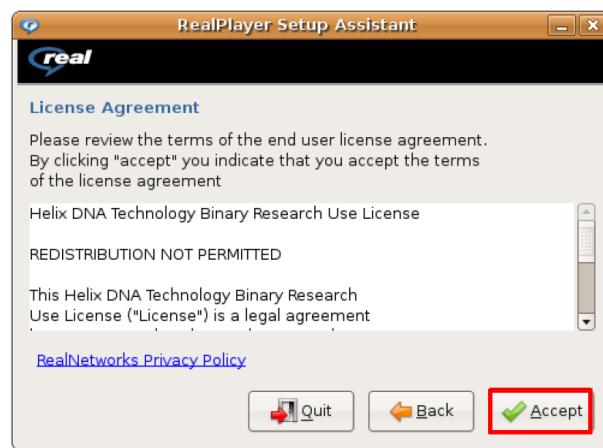 RealPlayer Setup Assistant
real
License Agreement
Please review the terms of the end user license agreement.
By clicking "accept" you indicate that you accept the terms
of the license agreement
Helix DNA Technology Binary Research Use License
REDISTRIBUTION NOT PERMITTED
This Helix DNA Technology Binary Research
Use License ("License") is a legal agreement
RealNetworks Privacy Policy
Quit
Back
Accept